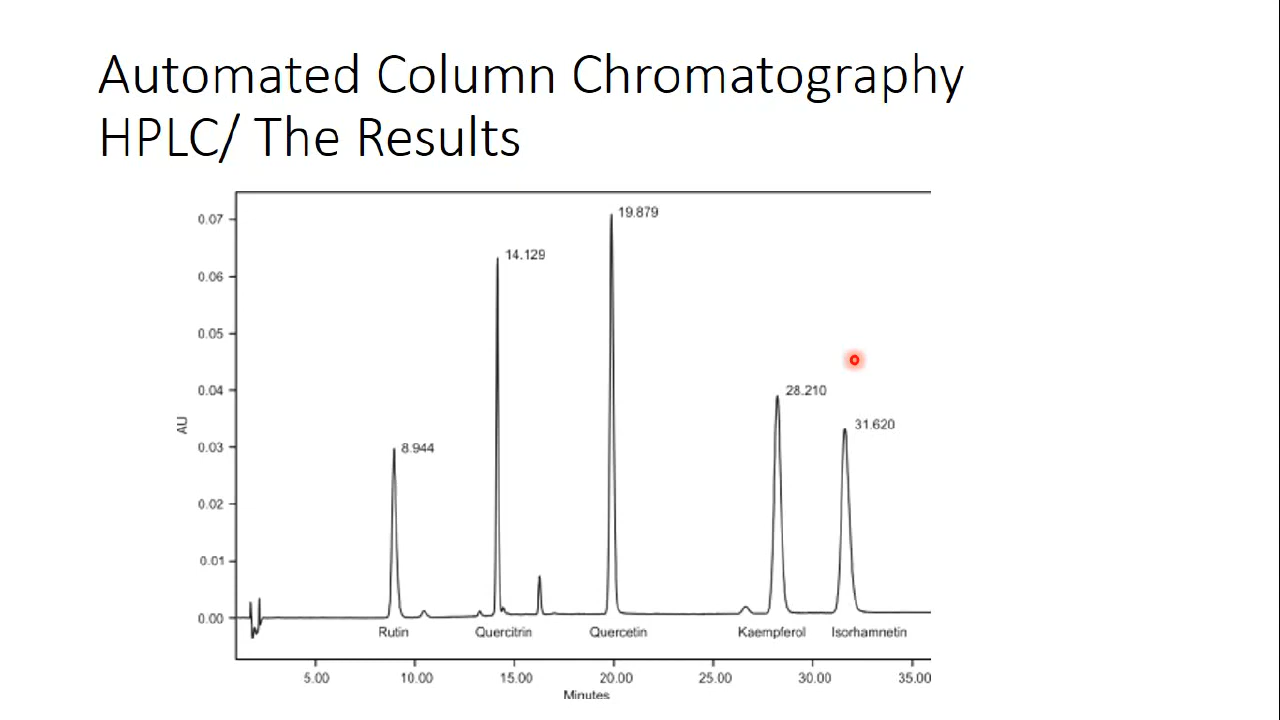 Automated Column Chromatography
HPLC/ The Results
0.07
0.06
0.05
0.04
0.03
0.02
0.01
0.00
AU
8.944
14.129
19.879
28.210
31.620
Rutin
Quercitrin
Quercetin
Kaempferol
Isorhamnetin
5.00
10.00
15.00
20.00
25.00
30.00
35.00
Minutes